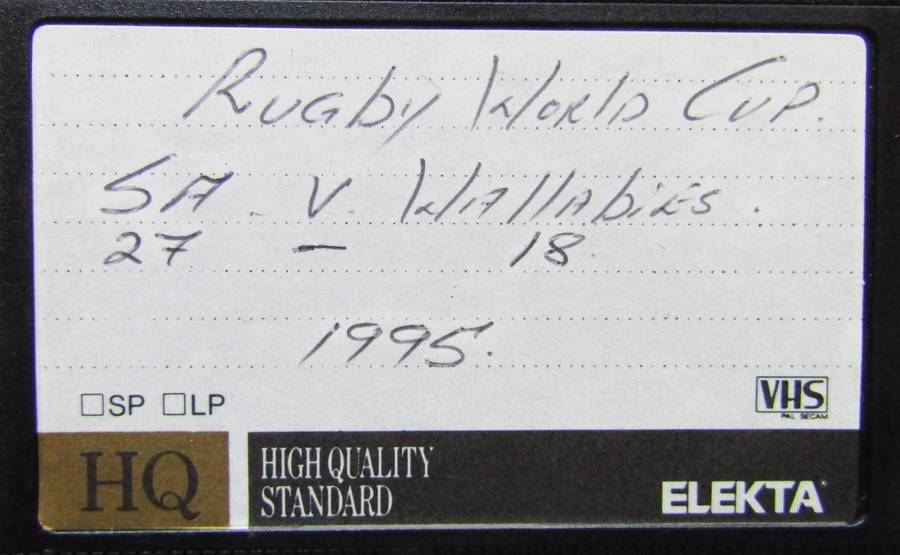 Rugby World Cup.
SA. V. Wallabies.
27 – 18
1995.
☐SP ☐LP
VHS
PAL SECAM
HQ
HIGH QUALITY
STANDARD
ELEKTA